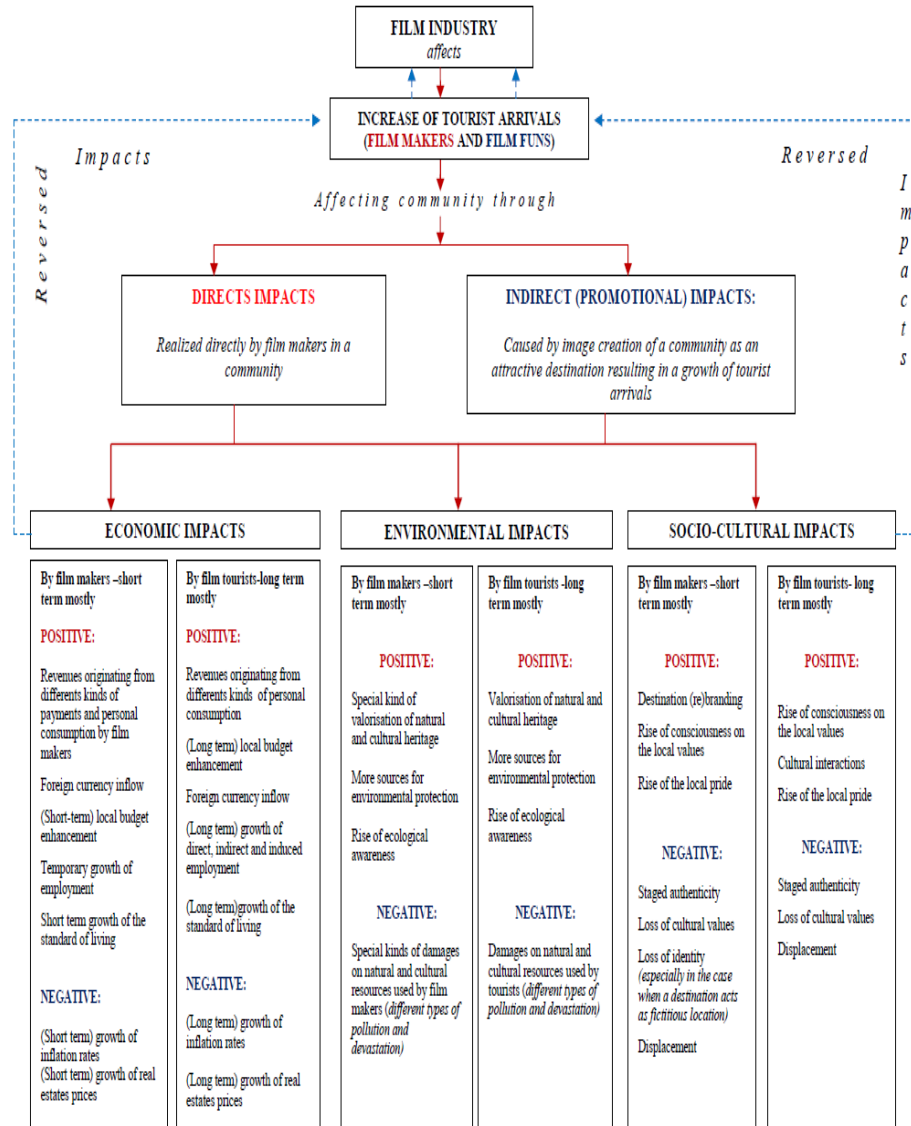 FILM INDUSTRY
affects
INCREASE OF TOURIST ARRIVALS
(FILM MAKERS AND FILM FUNS)
Impacts
Reversed
Reversed
Impacts
Affecting community through
DIRECTS IMPACTS
Realized directly by film makers in a
community
INDIRECT (PROMOTIONAL) IMPACTS:
Caused by image creation of a community as an
attractive destination resulting in a growth of tourist
arrivals
ECONOMIC IMPACTS
By film makers –short
term mostly
POSITIVE:
Revenues originating from
differents kinds of
payments and personal
consumption by film
makers
Foreign currency inflow
(Short-term) local budget
enhancement
Temporary growth of
employment
Short term growth of the
standard of living
NEGATIVE:
(Short term) growth of
inflation rates
(Short term) growth of real
estates prices
By film tourists-long term
mostly
POSITIVE:
Revenues originating from
differents kinds of personal
consumption
(Long term) local budget
enhancement
Foreign currency inflow
(Long term) growth of
direct, indirect and induced
employment
(Long term)growth of the
standard of living
NEGATIVE:
(Long term) growth of
inflation rates
(Long term) growth of real
estates prices
ENVIRONMENTAL IMPACTS
By film makers –short
term mostly
POSITIVE:
Special kind of
valorisation of natural
and cultural heritage
More sources for
environmental protection
Rise of ecological
awareness
NEGATIVE:
Special kinds of damages
on natural and cultural
resources used by film
makers (different types of
pollution and
devastation)
By film tourists -long
term mostly
POSITIVE:
Valorisation of natural and
cultural heritage
More sources for
environmental protection
Rise of ecological
awareness
NEGATIVE:
Damages on natural and
cultural resources used by
tourists (different types of
pollution and devastation)
SOCIO-CULTURAL IMPACTS
By film makers –short
term mostly
POSITIVE:
Destination (re)branding
Rise of consciousness on
the local values
Rise of the local pride
NEGATIVE:
Staged authenticity
Loss of cultural values
Loss of identity
(especially in the case
when a destination acts
as fictitious location)
Displacement
By film tourists- long
term mostly
POSITIVE:
Rise of consciousness on
the local values
Cultural interactions
Rise of the local pride
NEGATIVE:
Staged authenticity
Loss of cultural values
Displacement